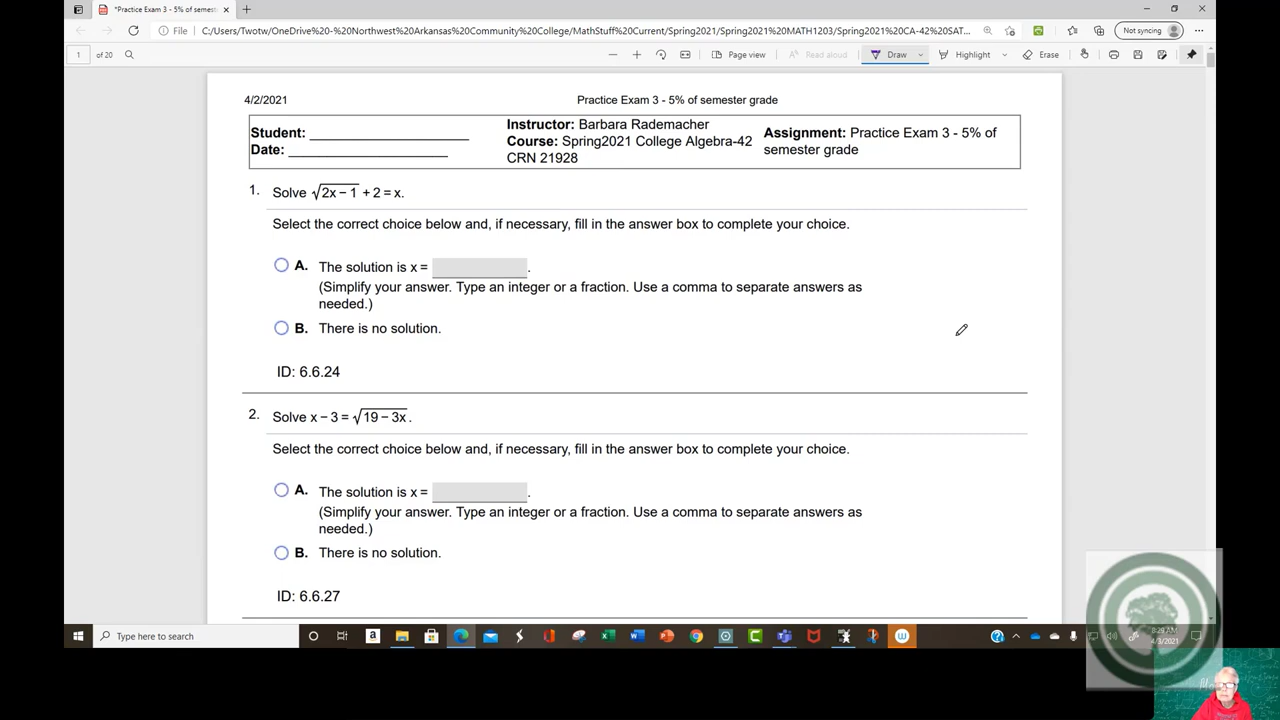 *Practice Exam 3 - 5% of semest
File C:/Users/Twotw/OneDrive%20-%20Northwest%20Arkansas%20Community%20College/MathStuff%20Current/Spring2021/Spring2021%20MATH1203/Spring2021%20CA-42%20SAT... Not syncing
1 of 20 Page view Read aloud Draw Highlight Erase
4/2/2021 Practice Exam 3 - 5% of semester grade
Student: Instructor: Barbara Rademacher Assignment: Practice Exam 3 - 5% of
Date: Course: Spring2021 College Algebra-42 semester grade
CRN 21928
1. Solve √2x − 1 + 2 = x.
Select the correct choice below and, if necessary, fill in the answer box to complete your choice.
A. The solution is x = .
(Simplify your answer. Type an integer or a fraction. Use a comma to separate answers as
needed.)
B. There is no solution.
ID: 6.6.24
2. Solve x − 3 = √19 − 3x.
Select the correct choice below and, if necessary, fill in the answer box to complete your choice.
A. The solution is x = .
(Simplify your answer. Type an integer or a fraction. Use a comma to separate answers as
needed.)
B. There is no solution.
ID: 6.6.27
Type here to search
8:29 AM
4/3/2021